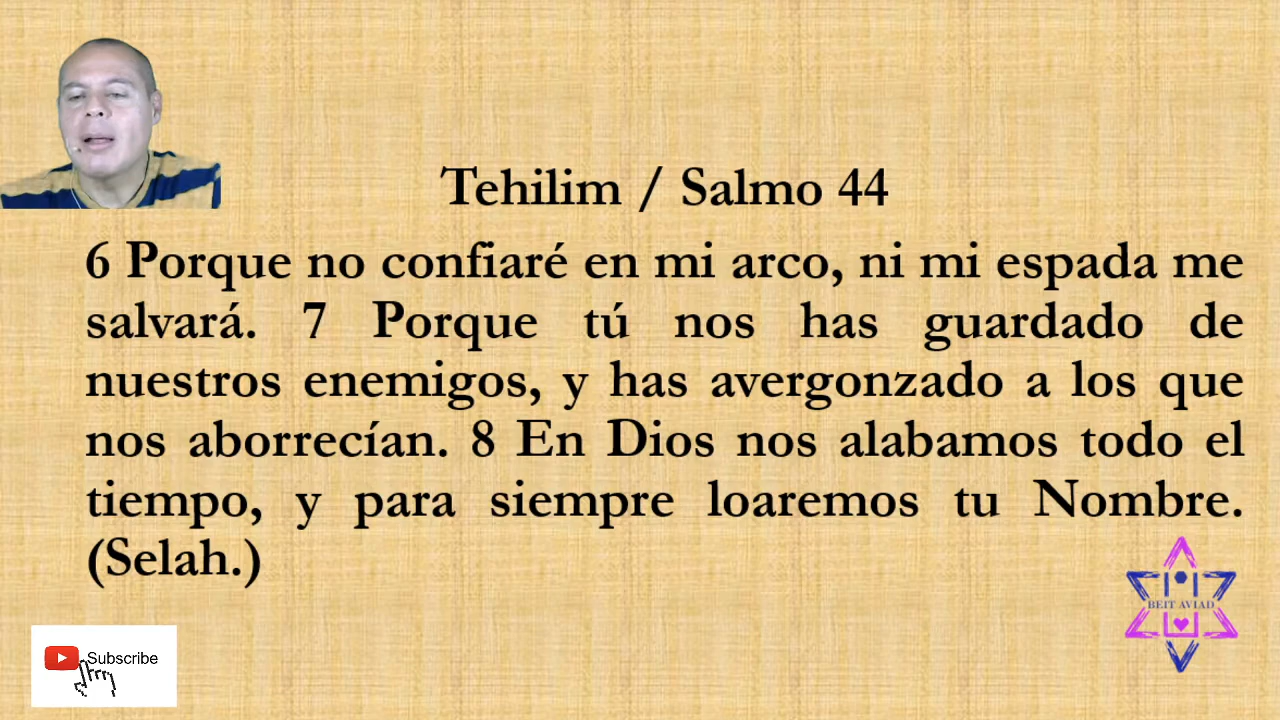 Tehilim / Salmo 44
6 Porque no confiaré en mi arco, ni mi espada me
salvará. 7 Porque tú nos has guardado de
nuestros enemigos, y has avergonzado a los que
nos aborrecían. 8 En Dios nos alabamos todo el
tiempo, y para siempre loaremos tu Nombre.
(Selah.)
BEIT AVIAD
Subscribe